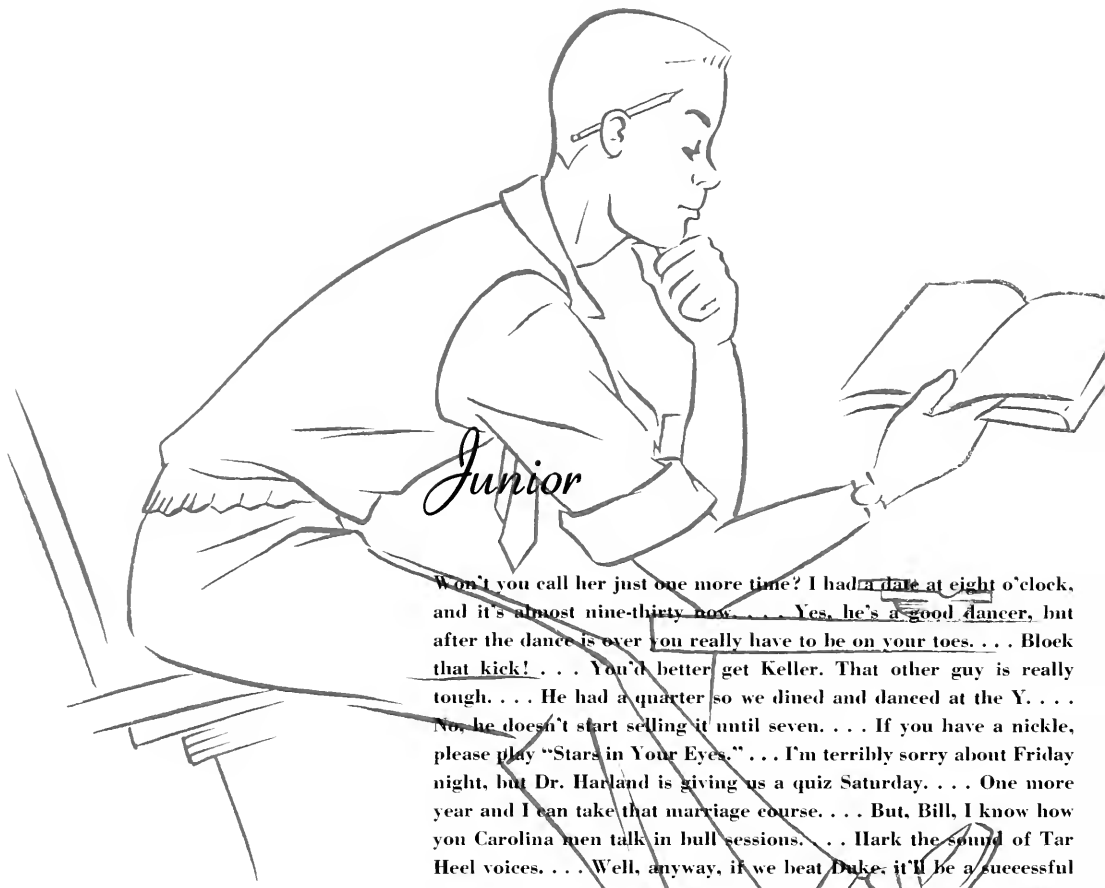 Junior
Won't you call her just one more time? I had a date at eight o'clock,
and it's almost nine-thirty now. . . . Yes, he's a good dancer, but
after the dance is over you really have to be on your toes. . . . Block
that kick! . . . You'd better get Keller. That other guy is really
tough. . . . He had a quarter so we dined and danced at the Y. . . .
No, he doesn't start selling it until seven. . . . If you have a nickle,
please play “Stars in Your Eyes.” . . . I'm terribly sorry about Friday
night, but Dr. Harland is giving us a quiz Saturday. . . . One more
year and I can take that marriage course. . . . But, Bill, I know how
you Carolina men talk in bull sessions. . . . Hark the sound of Tar
Heel voices. . . . Well, anyway, if we beat Duke, it'll be a successful